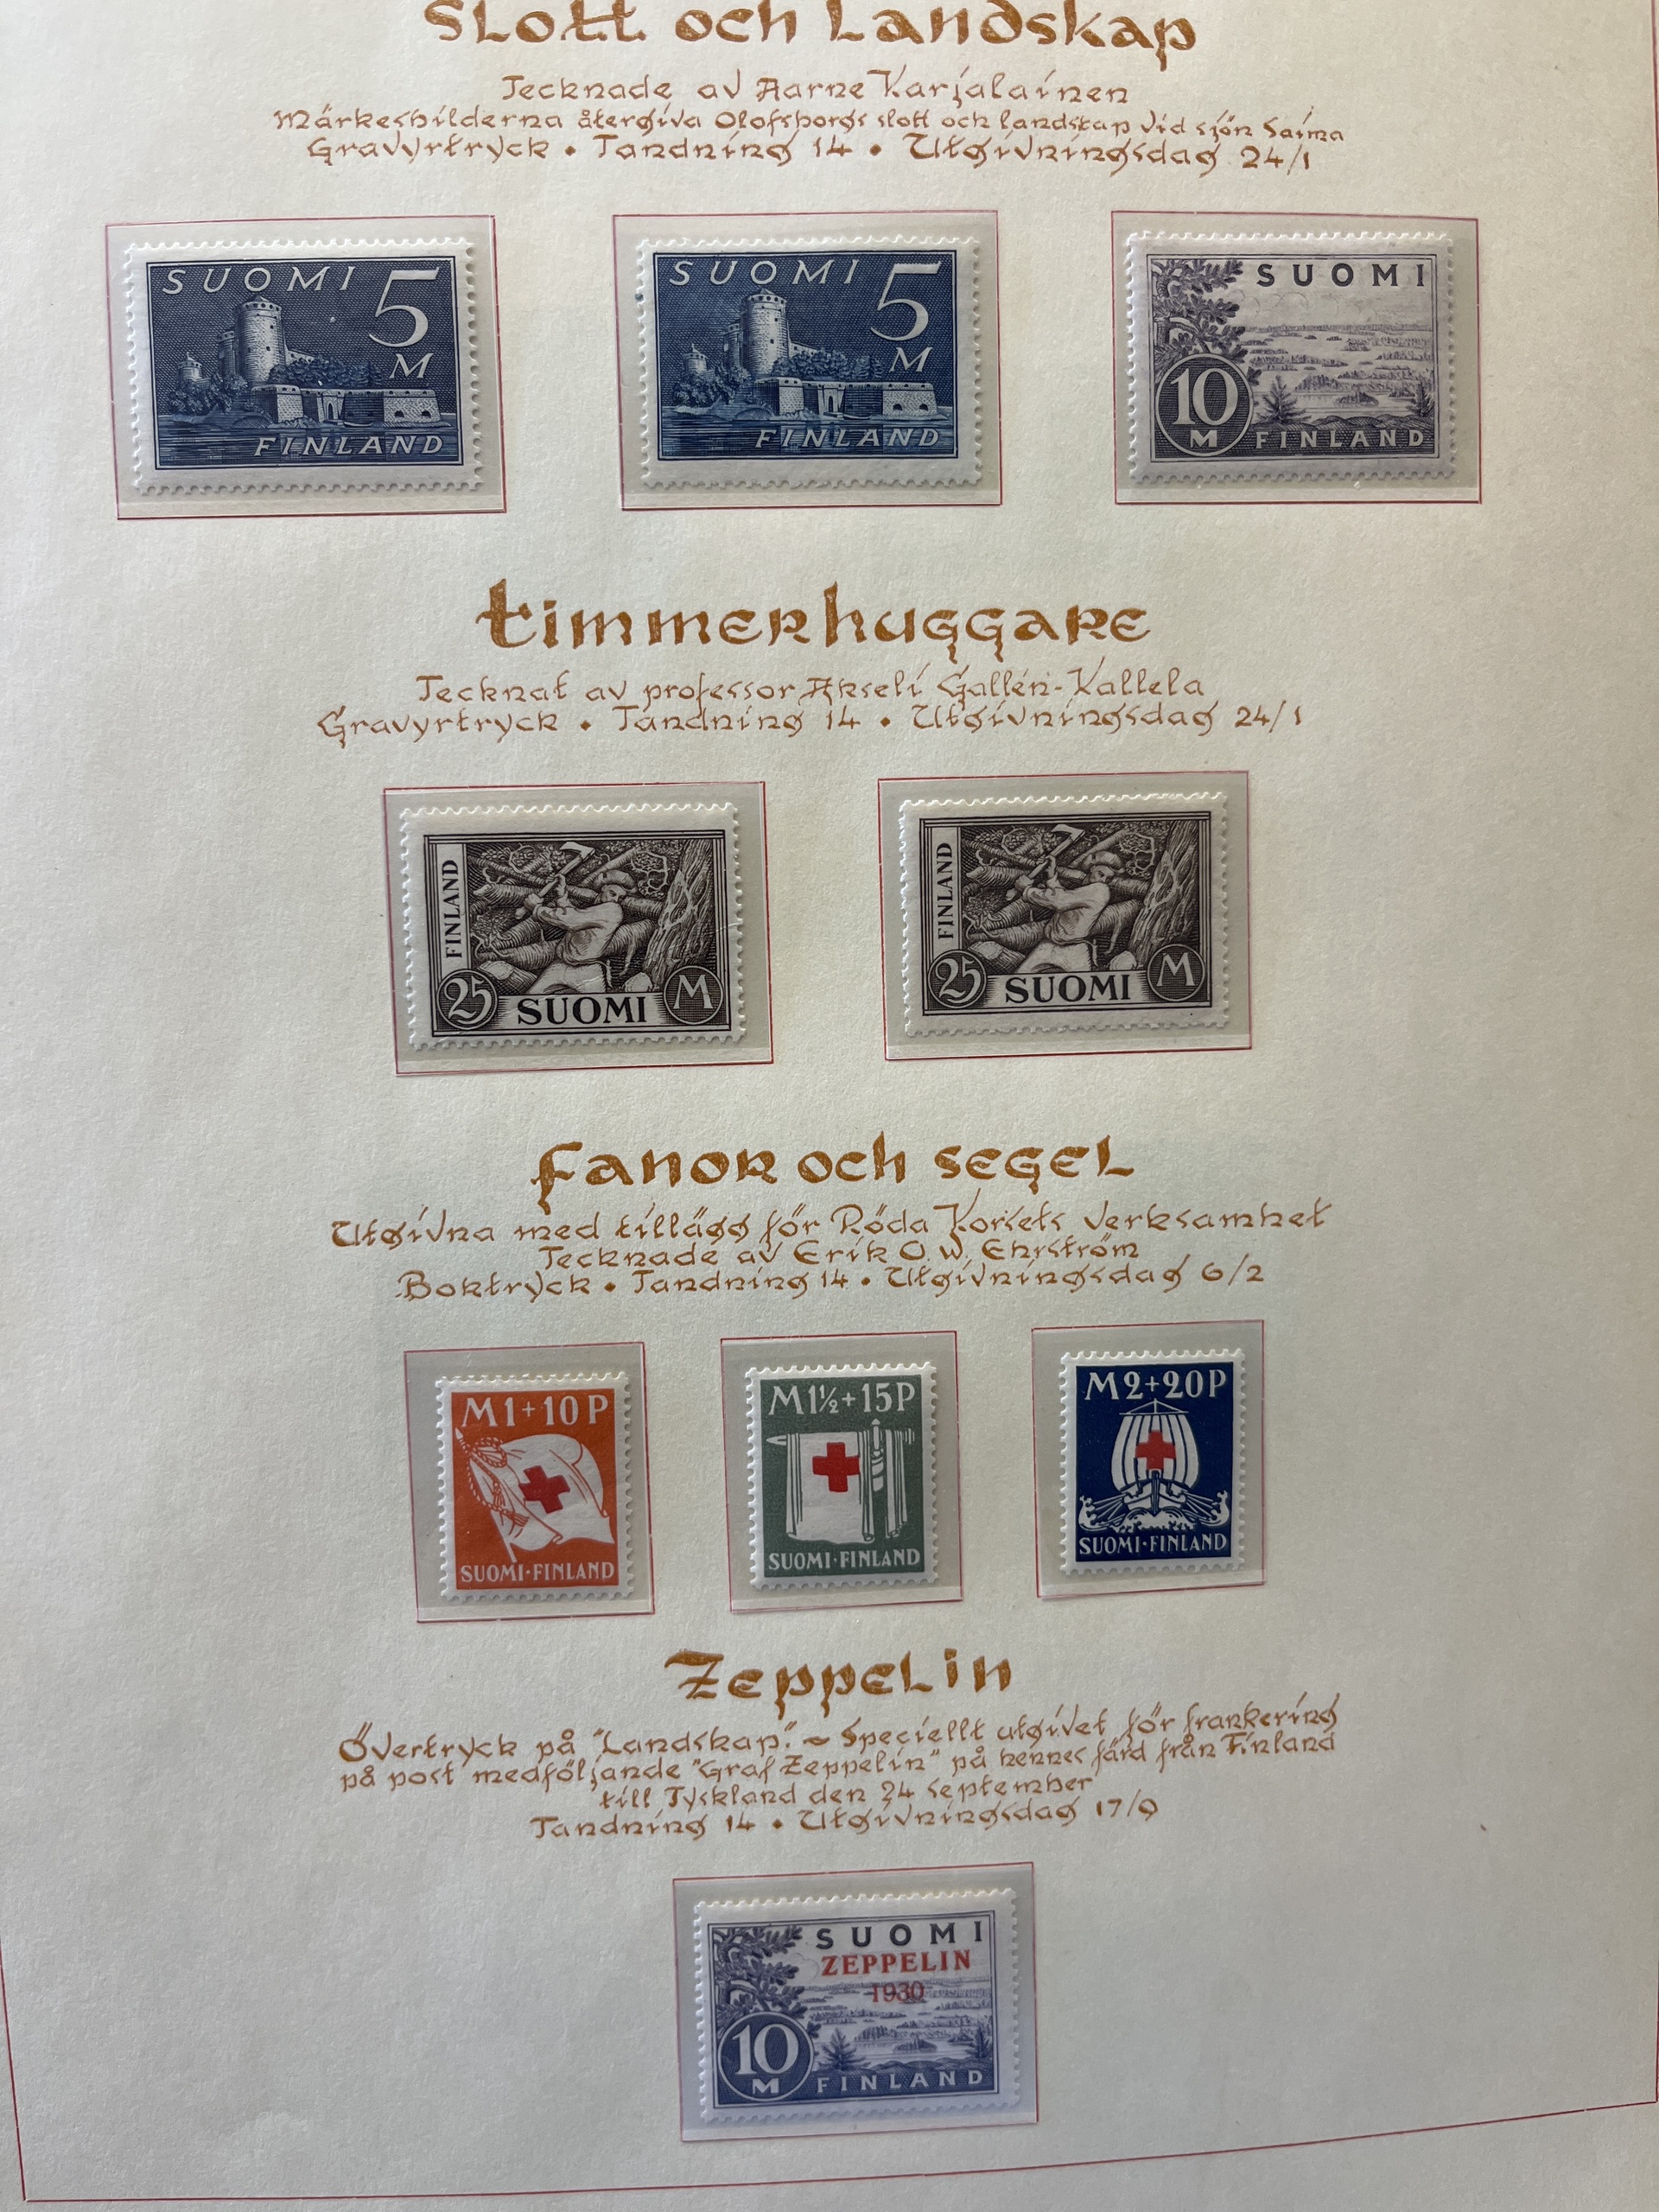 Slott och Landskap
Tecknade av Aarne Karjalainen
Märkesbilderna återgiva Olofsborgs slott och landskap vid sjön Saima
Gravyrtryck • Tandning 14 • Utgivningsdag 24/1
SUOMI 5
M
FINLAND
SUOMI 5
M
FINLAND
SUOMI
10
M FINLAND
timmerhuggare
Tecknat av professor Akseli Gallén-Kallela
Gravyrtryck • Tandning 14 • Utgivningsdag 24/1
FINLAND
25 SUOMI M
FINLAND
25 SUOMI M
Fanor och segel
Utgivna med tillägg för Röda Korsets verksamhet
Tecknade av Erik O.W. Ehrström
Boktryck • Tandning 14 • Utgivningsdag 6/2
M1+10P
SUOMI·FINLAND
M1½+15P
SUOMI·FINLAND
M2+20P
SUOMI·FINLAND
Zeppelin
Övertryck på "Landskap". ~ Speciellt utgivet för frankering
på post medföljande "Graf Zeppelin" på hennes färd från Finland
till Tyskland den 24 september
Tandning 14 • Utgivningsdag 17/9
SUOMI
ZEPPELIN
1930
10
M FINLAND